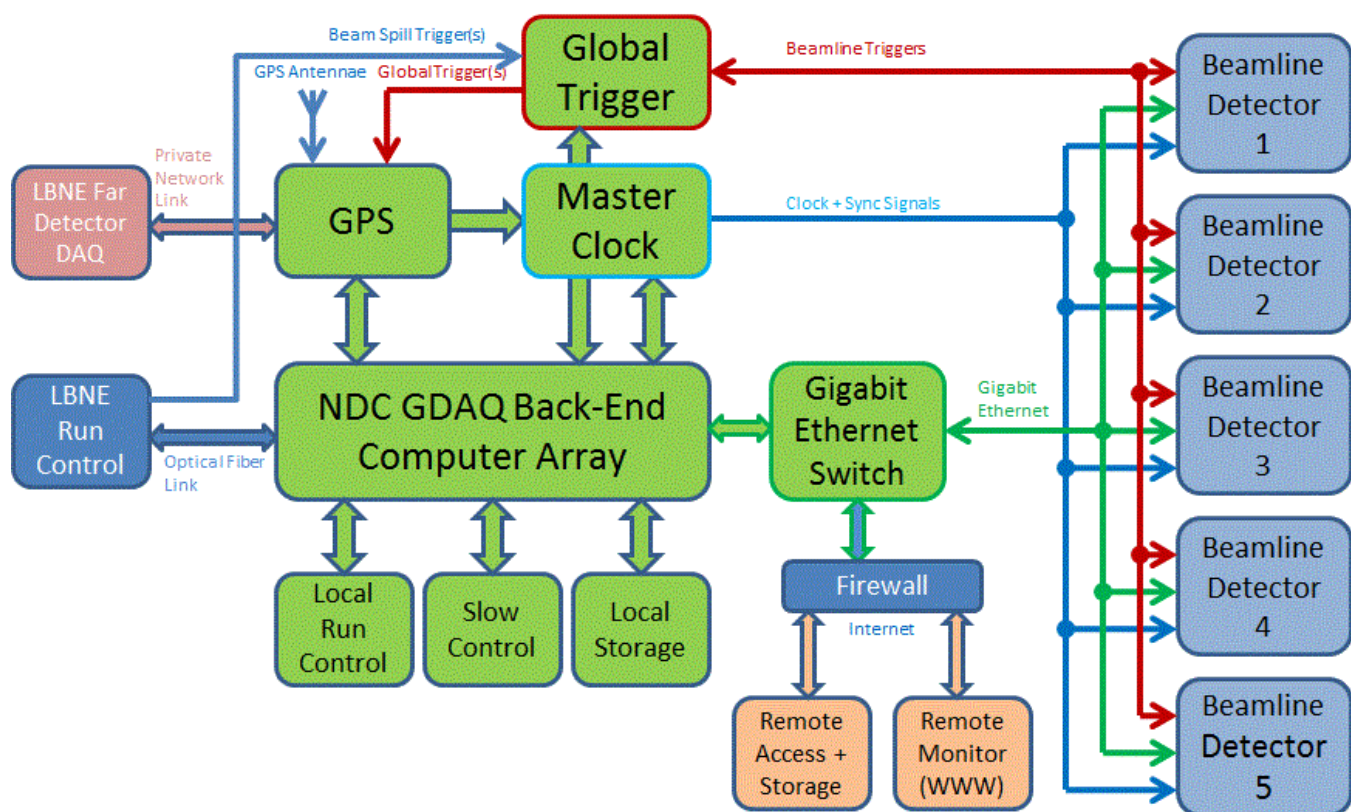 Beam Spill Trigger(s)
GPS Antennae
Global Trigger(s)
Global
Trigger
Beamline Triggers
Beamline
Detector
1
Private
Network
Link
LBNE Far
Detector
DAQ
GPS
Master
Clock
Clock + Sync Signals
Beamline
Detector
2
LBNE
Run
Control
Optical Fiber
Link
NDC GDAQ Back-End
Computer Array
Gigabit
Ethernet
Switch
Gigabit
Ethernet
Beamline
Detector
3
Local
Run
Control
Slow
Control
Local
Storage
Firewall
Internet
Beamline
Detector
4
Remote
Access +
Storage
Remote
Monitor
(WWW)
Beamline
Detector
5